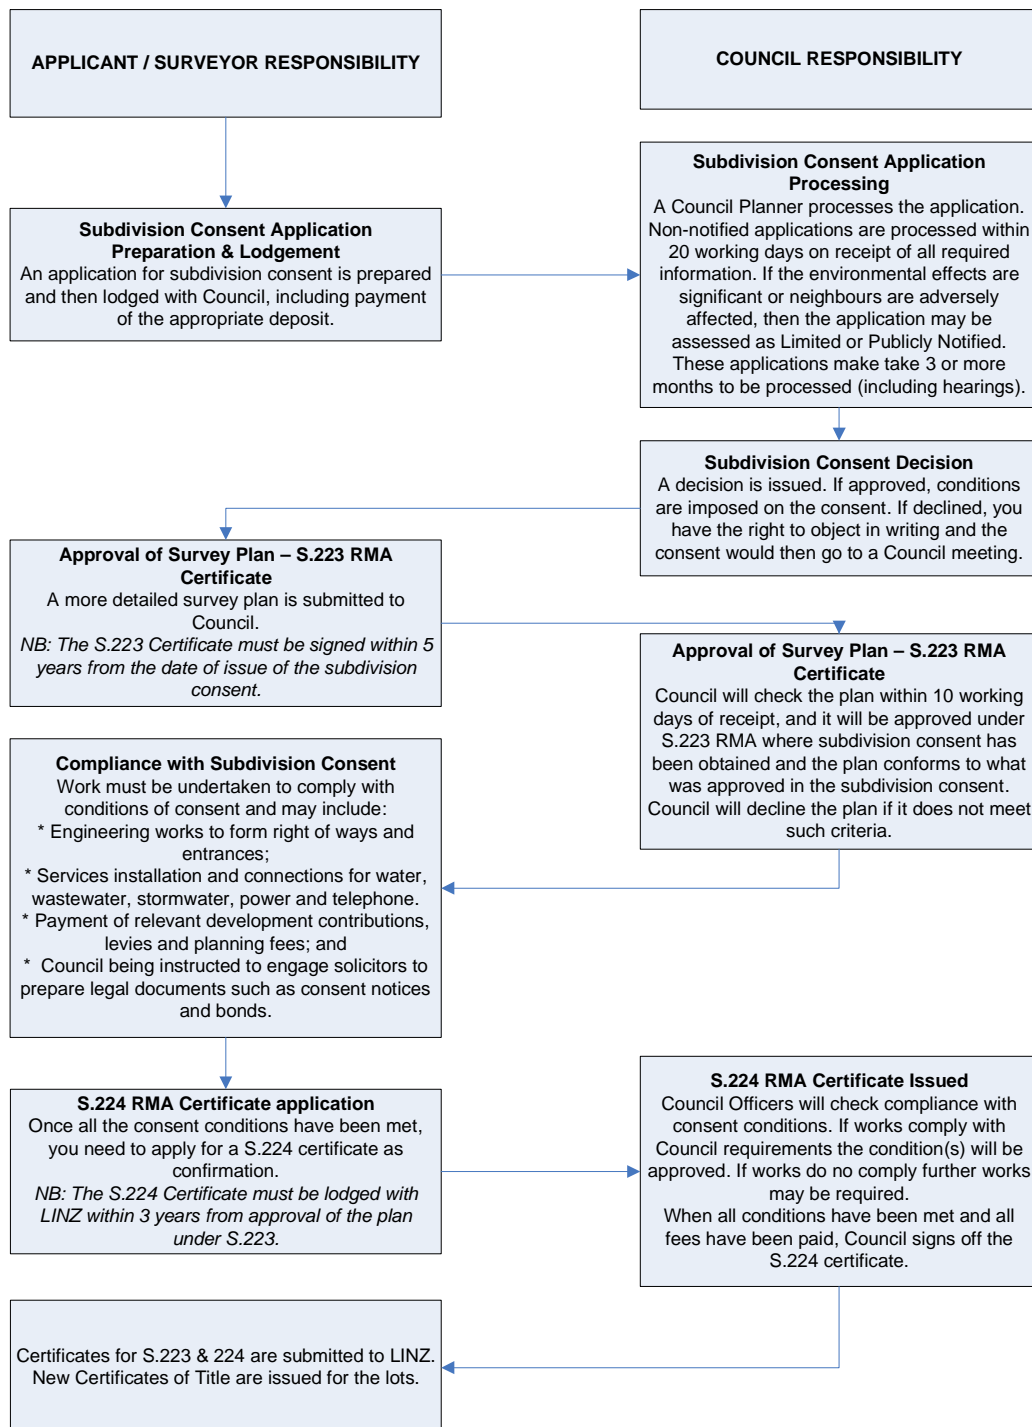 APPLICANT / SURVEYOR RESPONSIBILITY
COUNCIL RESPONSIBILITY
Subdivision Consent Application
Preparation & Lodgement
An application for subdivision consent is prepared
and then lodged with Council, including payment
of the appropriate deposit.
Subdivision Consent Application
Processing
A Council Planner processes the application.
Non-notified applications are processed within
20 working days on receipt of all required
information. If the environmental effects are
significant or neighbours are adversely
affected, then the application may be
assessed as Limited or Publicly Notified.
These applications make take 3 or more
months to be processed (including hearings).
Subdivision Consent Decision
A decision is issued. If approved, conditions
are imposed on the consent. If declined, you
have the right to object in writing and the
consent would then go to a Council meeting.
Approval of Survey Plan – S.223 RMA
Certificate
A more detailed survey plan is submitted to
Council.
NB: The S.223 Certificate must be signed within 5
years from the date of issue of the subdivision
consent.
Approval of Survey Plan – S.223 RMA
Certificate
Council will check the plan within 10 working
days of receipt, and it will be approved under
S.223 RMA where subdivision consent has
been obtained and the plan conforms to what
was approved in the subdivision consent.
Council will decline the plan if it does not meet
such criteria.
Compliance with Subdivision Consent
Work must be undertaken to comply with
conditions of consent and may include:
* Engineering works to form right of ways and
entrances;
* Services installation and connections for water,
wastewater, stormwater, power and telephone.
* Payment of relevant development contributions,
levies and planning fees; and
* Council being instructed to engage solicitors to
prepare legal documents such as consent notices
and bonds.
S.224 RMA Certificate application
Once all the consent conditions have been met,
you need to apply for a S.224 certificate as
confirmation.
NB: The S.224 Certificate must be lodged with
LINZ within 3 years from approval of the plan
under S.223.
S.224 RMA Certificate Issued
Council Officers will check compliance with
consent conditions. If works comply with
Council requirements the condition(s) will be
approved. If works do no comply further works
may be required.
When all conditions have been met and all
fees have been paid, Council signs off the
S.224 certificate.
Certificates for S.223 & 224 are submitted to LINZ.
New Certificates of Title are issued for the lots.